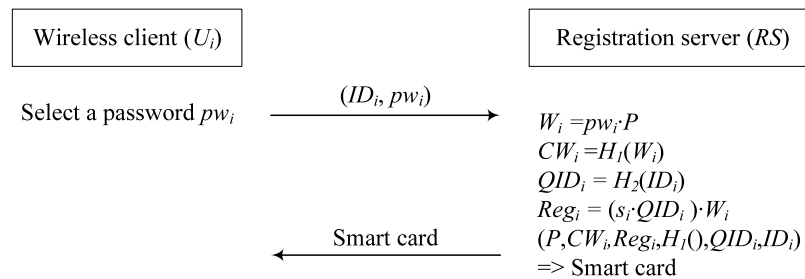 Wireless client (Ui)
Registration server (RS)
Select a password pwi
(IDi, pwi)
Wi =pwi·P
CWi =H1(Wi)
QIDi = H2(IDi)
Regi = (si·QIDi )·Wi
Smart card
(P,CWi,Regi,H1(),QIDi,IDi)
=> Smart card